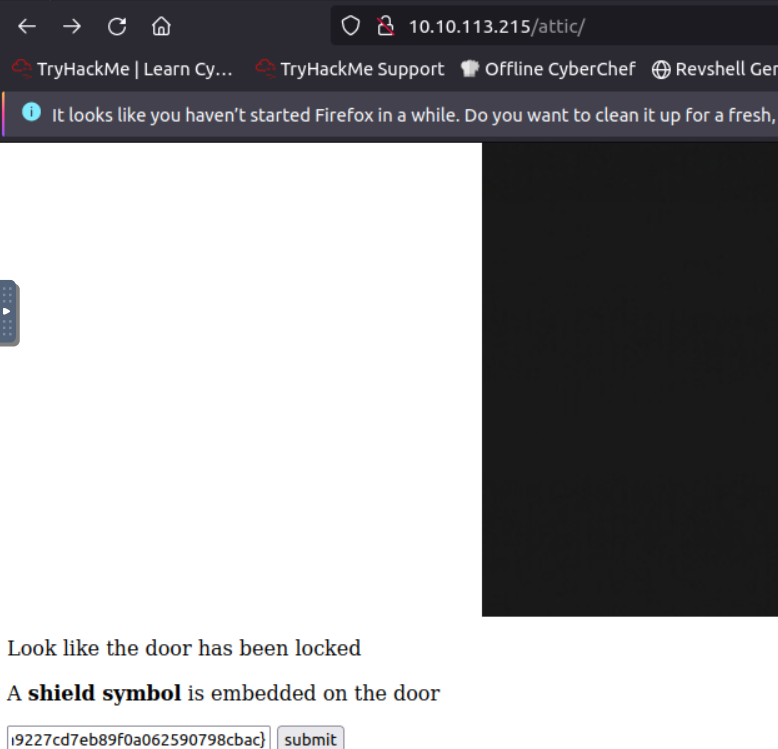 10.10.113.215/attic/
TryHackMe | Learn Cy... TryHackMe Support Offline CyberChef Revshell Ger
It looks like you haven’t started Firefox in a while. Do you want to clean it up for a fresh,
Look like the door has been locked
A shield symbol is embedded on the door
9227cd7eb89f0a062590798cbac} submit